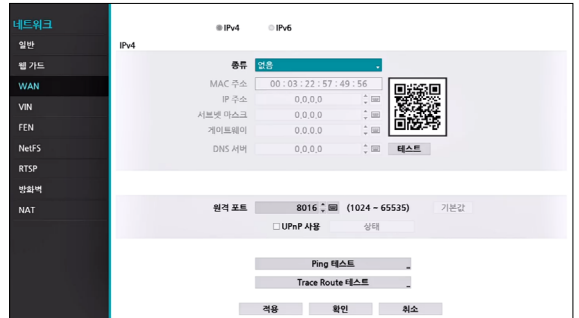 네트워크
일반
웹 가드
WAN
VIN
FEN
NetFS
RTSP
방화벽
NAT
IPv4 IPv6
IPv4
종류 없음
MAC 주소 00 : 03 : 22 : 57 : 49 : 56
IP 주소 0.0.0.0
서브넷 마스크 0.0.0.0
게이트웨이 0.0.0.0
DNS 서버 0.0.0.0 테스트
원격 포트 8016 (1024 ~ 65535) 기본값
UPnP 사용 상태
Ping 테스트 ...
Trace Route 테스트 ...
적용 확인 취소